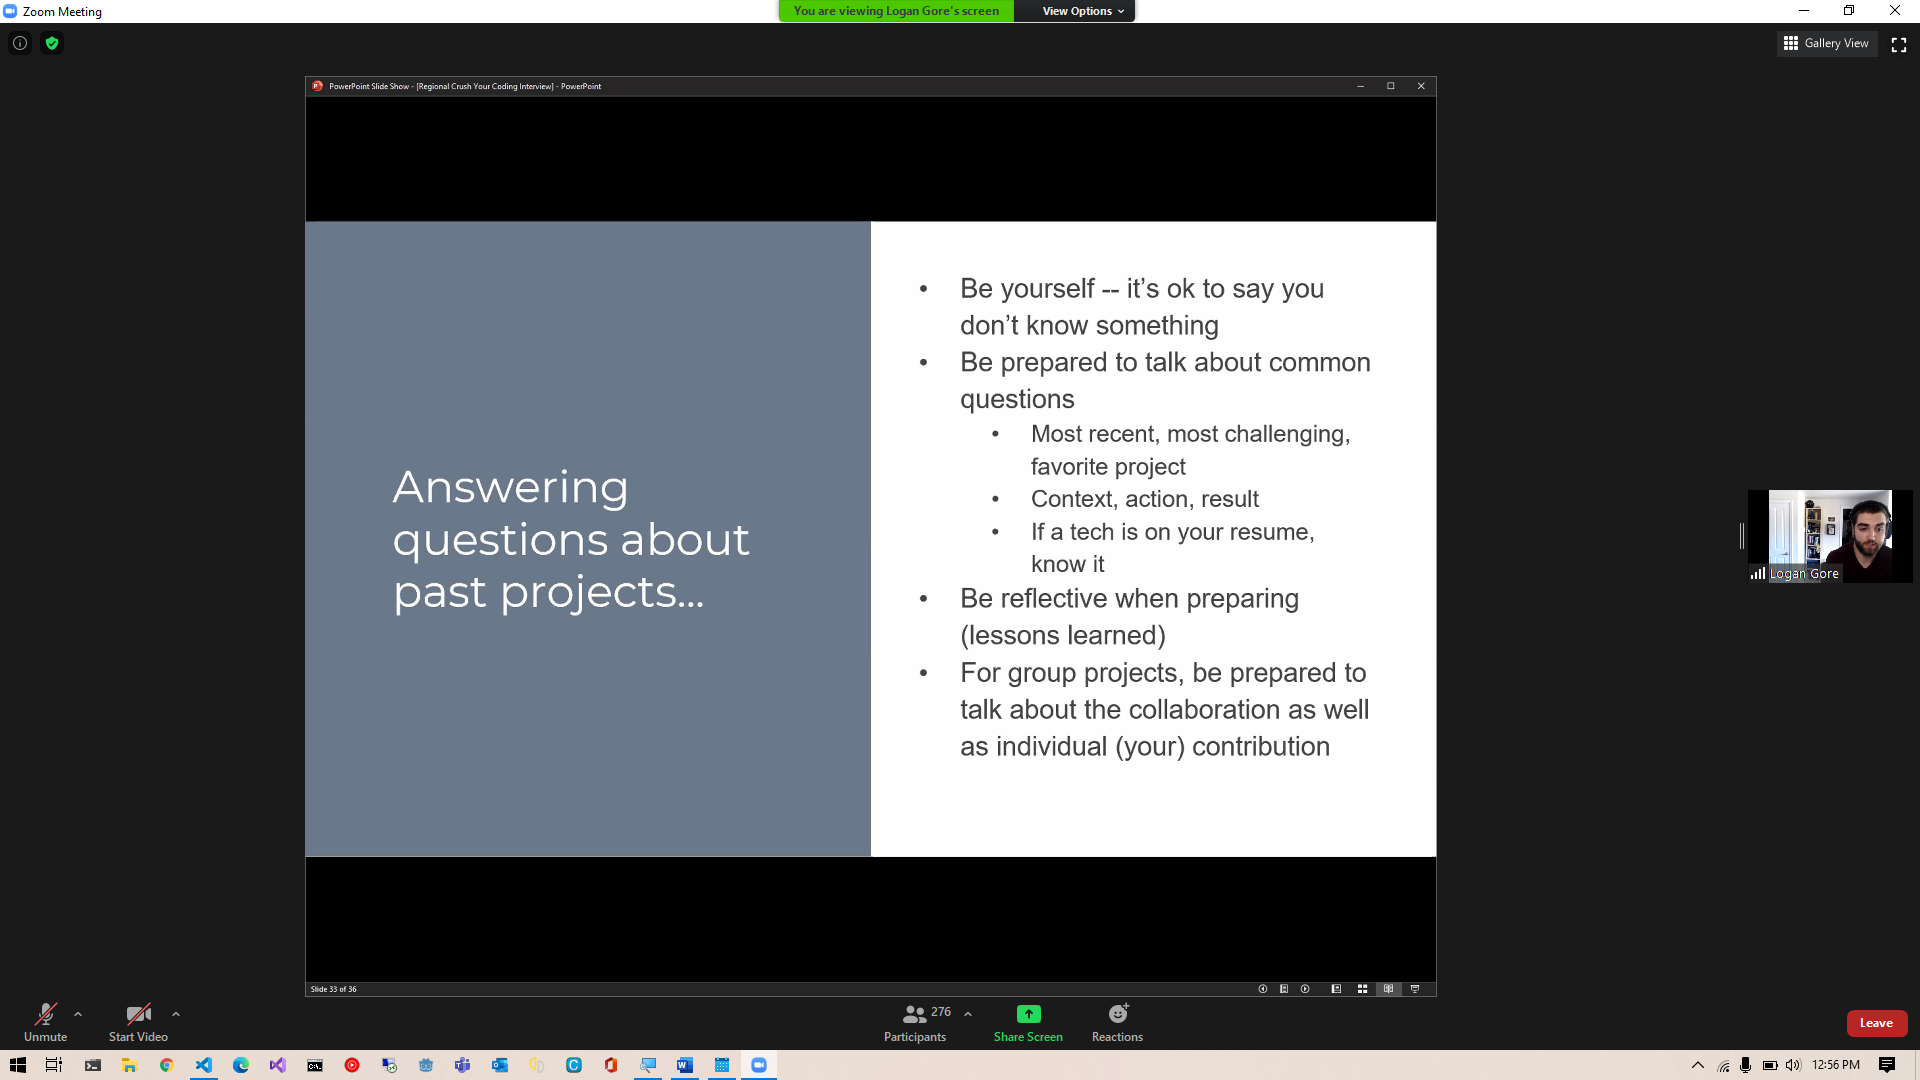 Zoom Meeting
You are viewing Logan Gore's screen
View Options
Gallery View
PowerPoint Slide Show - [Regional Crush Your Coding Interview] - PowerPoint
Answering
questions about
past projects...
• Be yourself -- it's ok to say you
don't know something
• Be prepared to talk about common
questions
• Most recent, most challenging,
favorite project
• Context, action, result
• If a tech is on your resume,
know it
• Be reflective when preparing
(lessons learned)
• For group projects, be prepared to
talk about the collaboration as well
as individual (your) contribution
Logan Gore
Slide 33 of 36
Unmute
Start Video
276
Participants
Share Screen
Reactions
Leave
12:56 PM